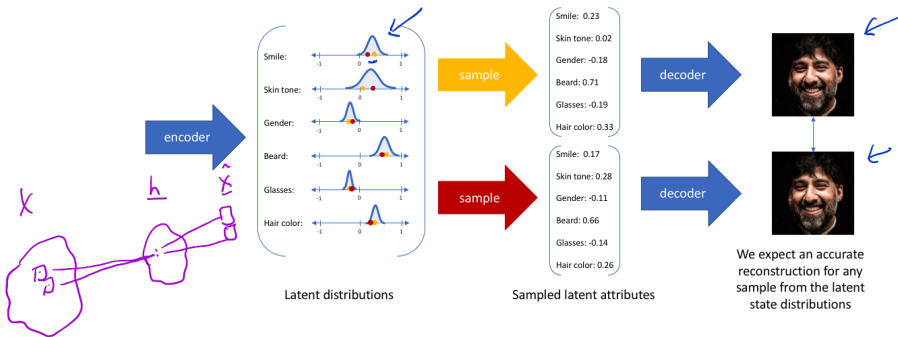 encoder
Smile:
-1 0 1
Skin tone:
-1 0 1
Gender:
-1 0 1
Beard:
-1 0 1
Glasses:
-1 0 1
Hair color:
-1 0 1
Latent distributions
sample
sample
Smile: 0.23
Skin tone: 0.02
Gender: -0.18
Beard: 0.71
Glasses: -0.19
Hair color: 0.33
Smile: 0.17
Skin tone: 0.28
Gender: -0.11
Beard: 0.66
Glasses: -0.14
Hair color: 0.26
Sampled latent attributes
decoder
decoder
We expect an accurate
reconstruction for any
sample from the latent
state distributions
X
h
x̂